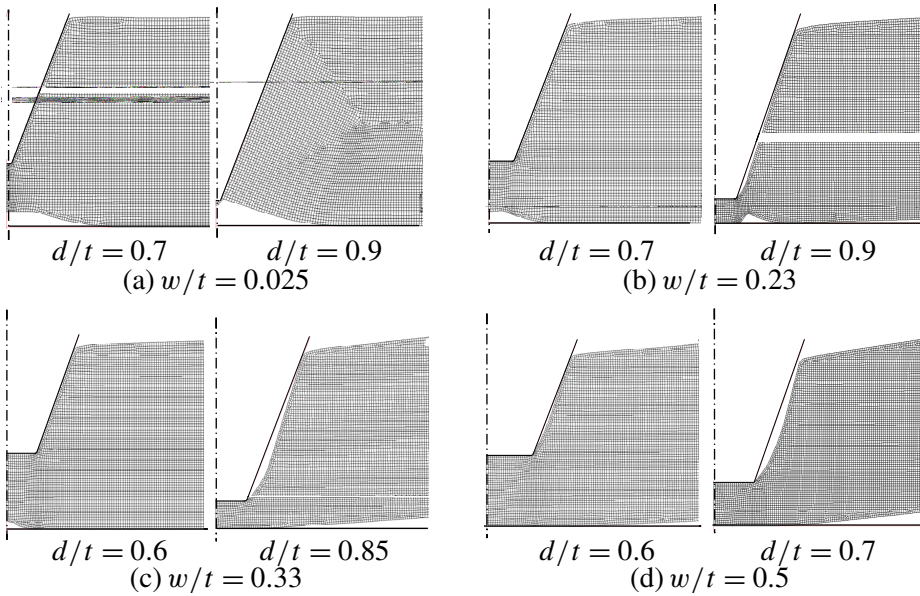 d/t = 0.7 d/t = 0.9 d/t = 0.7 d/t = 0.9
(a) w/t = 0.025 (b) w/t = 0.23
d/t = 0.6 d/t = 0.85 d/t = 0.6 d/t = 0.7
(c) w/t = 0.33 (d) w/t = 0.5